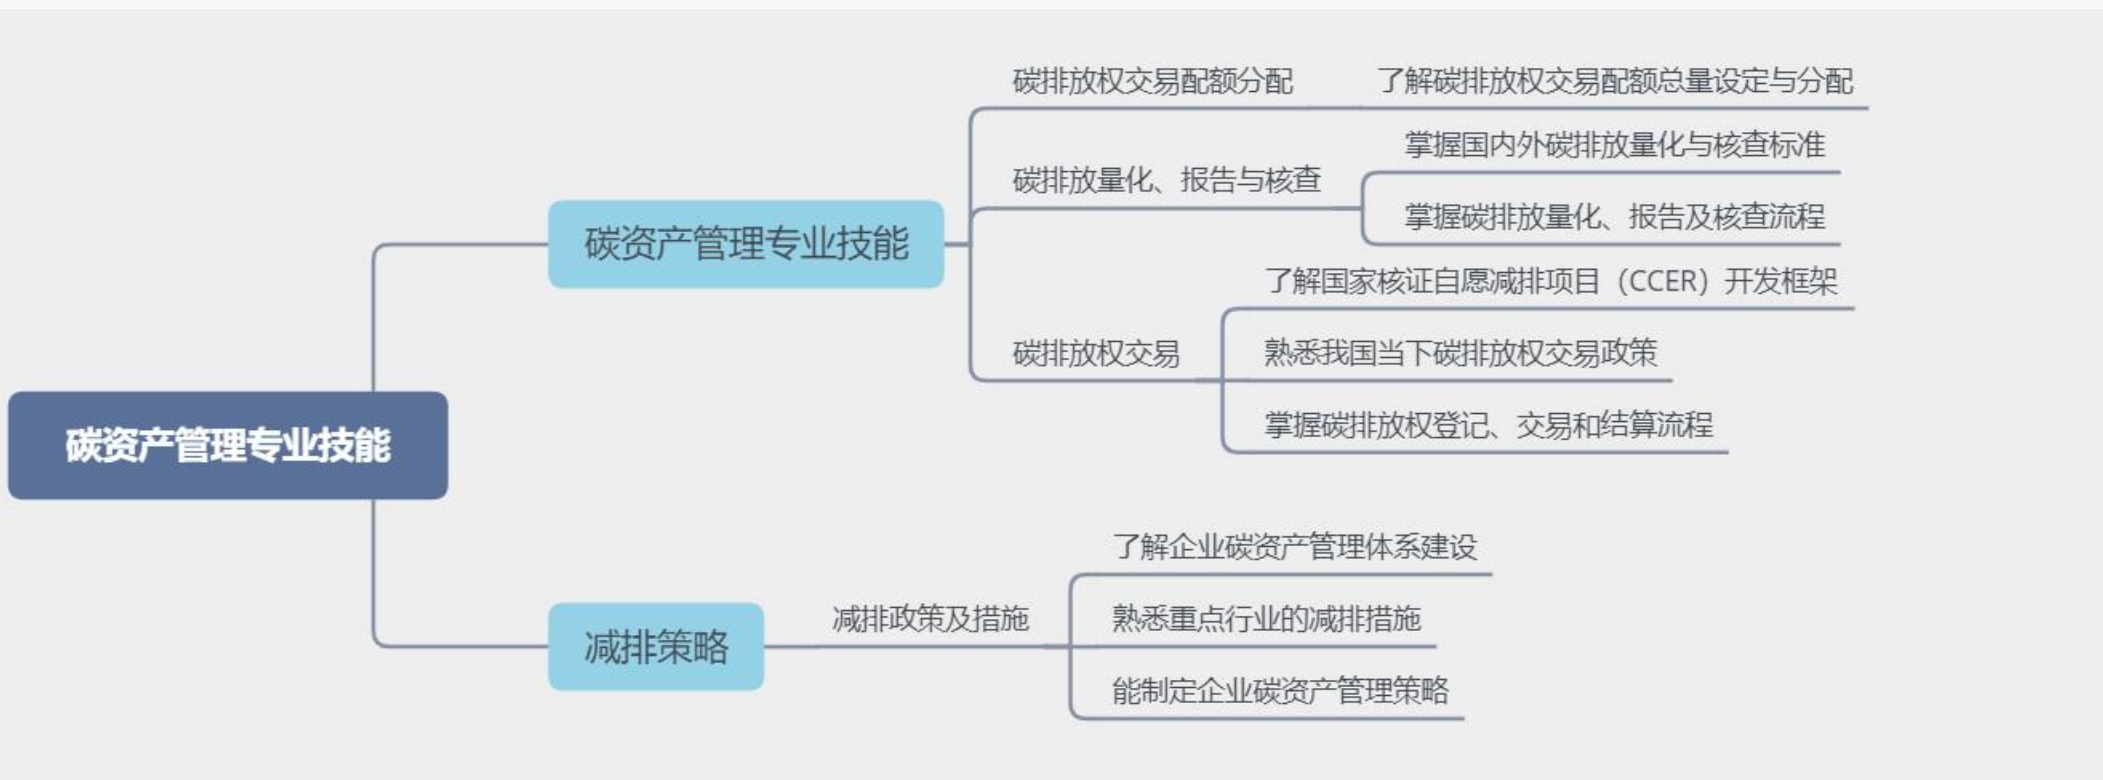 碳资产管理专业技能
碳资产管理专业技能
碳排放权交易配额分配
了解碳排放权交易配额总量设定与分配
碳排放量化、报告与核查
掌握国内外碳排放量化与核查标准
掌握碳排放量化、报告及核查流程
碳排放权交易
了解国家核证自愿减排项目（CCER）开发框架
熟悉我国当下碳排放权交易政策
掌握碳排放权登记、交易和结算流程
减排策略
减排政策及措施
了解企业碳资产管理体系建设
熟悉重点行业的减排措施
能制定企业碳资产管理策略